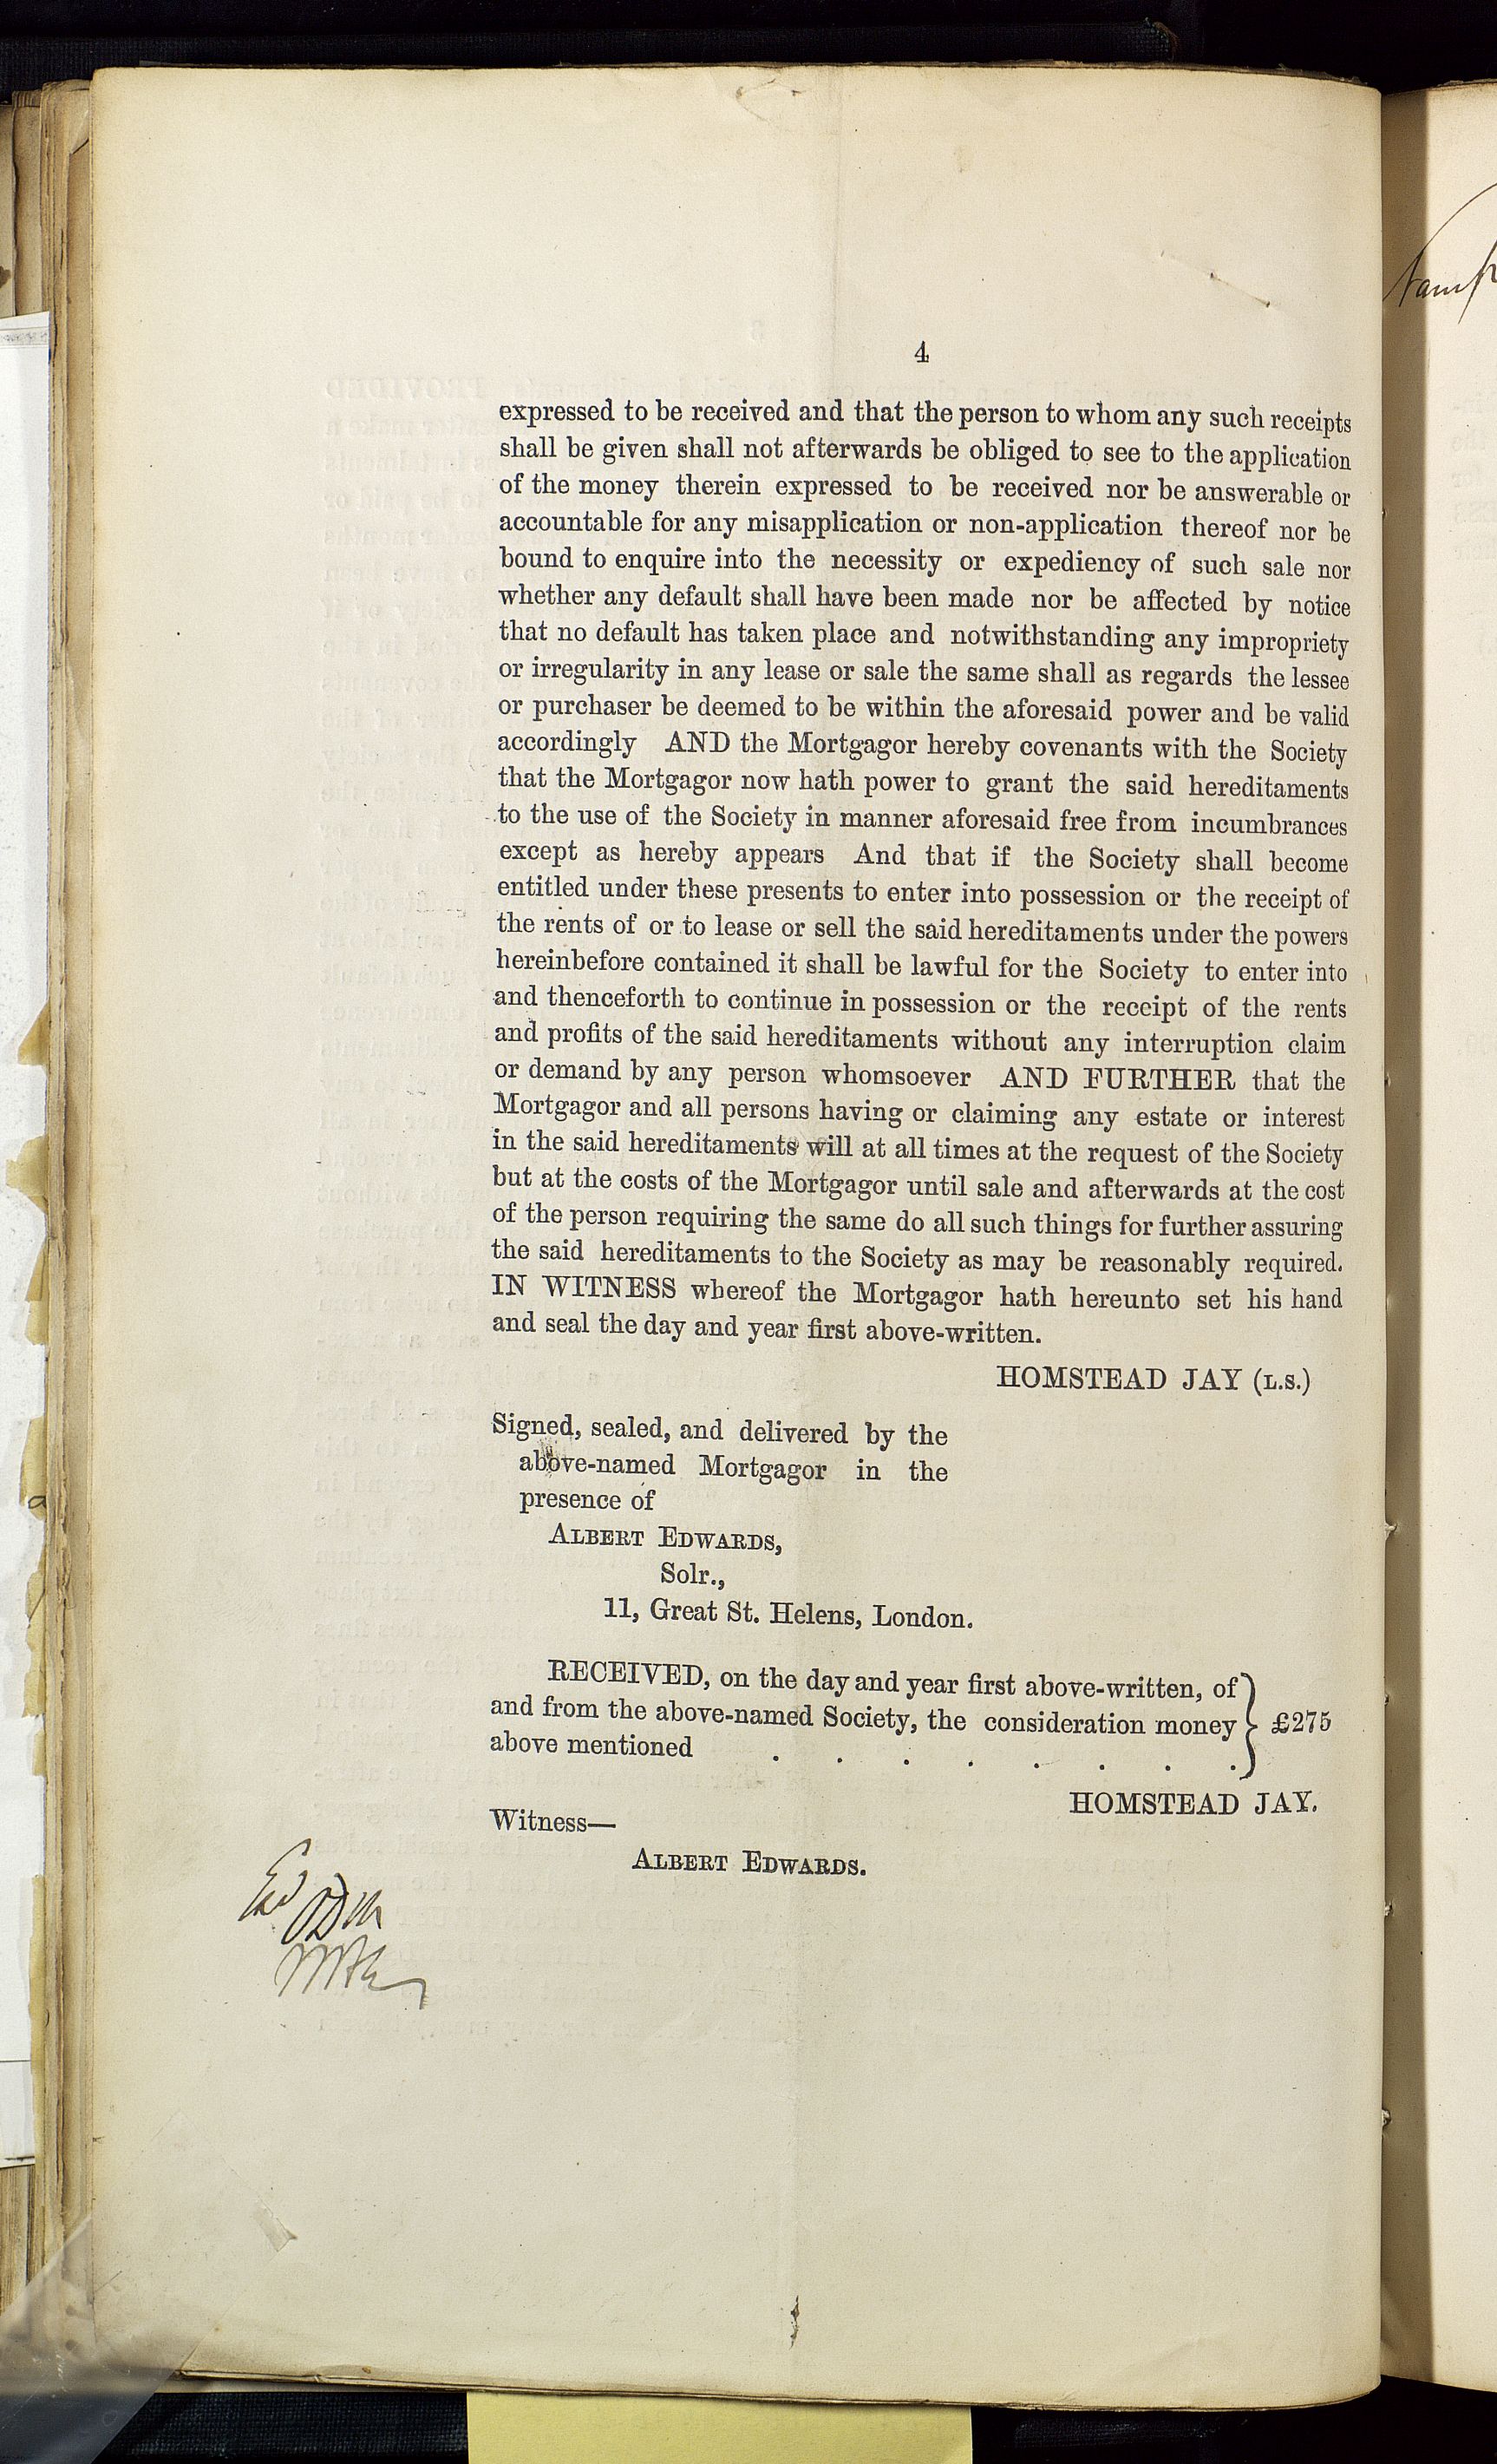 4
expressed to be received and that the person to whom any such receipts
shall be given shall not afterwards be obliged to see to the application
of the money therein expressed to be received nor be answerable or
accountable for any misapplication or non-application thereof nor be
bound to enquire into the necessity or expediency of such sale nor
whether any default shall have been made nor be affected by notice
that no default has taken place and notwithstanding any impropriety
or irregularity in any lease or sale the same shall as regards the lessee
or purchaser be deemed to be within the aforesaid power and be valid
accordingly AND the Mortgagor hereby covenants with the Society
that the Mortgagor now hath power to grant the said hereditaments
to the use of the Society in manner aforesaid free from incumbrances
except as hereby appears And that if the Society shall become
entitled under these presents to enter into possession or the receipt of
the rents of or to lease or sell the said hereditaments under the powers
hereinbefore contained it shall be lawful for the Society to enter into
and thenceforth to continue in possession or the receipt of the rents
and profits of the said hereditaments without any interruption claim
or demand by any person whomsoever AND FURTHER that the
Mortgagor and all persons having or claiming any estate or interest
in the said hereditaments will at all times at the request of the Society
but at the costs of the Mortgagor until sale and afterwards at the cost
of the person requiring the same do all such things for further assuring
the said hereditaments to the Society as may be reasonably required.
IN WITNESS whereof the Mortgagor hath hereunto set his hand
and seal the day and year first above-written.
HOMSTEAD JAY (L.S.)
Signed, sealed, and delivered by the
above-named Mortgagor in the
presence of
ALBERT EDWARDS,
Solr.,
11, Great St. Helens, London.
RECEIVED, on the day and year first above-written, of
and from the above-named Society, the consideration money } £275
above mentioned . . . . . . . .
HOMSTEAD JAY.
Witness—
ALBERT EDWARDS.